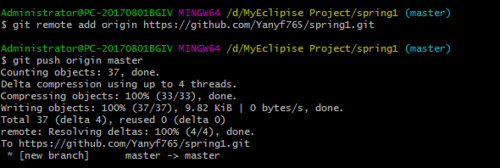 Administrator@PC-20170801BGIV MINGW64 /d/MyEclipise Project/spring1 (master)
$ git remote add origin https://github.com/Yanyf765/spring1.git
Administrator@PC-20170801BGIV MINGW64 /d/MyEclipise Project/spring1 (master)
$ git push origin master
Counting objects: 37, done.
Delta compression using up to 4 threads.
Compressing objects: 100% (33/33), done.
Writing objects: 100% (37/37), 9.82 KiB | 0 bytes/s, done.
Total 37 (delta 4), reused 0 (delta 0)
remote: Resolving deltas: 100% (4/4), done.
To https://github.com/Yanyf765/spring1.git
 * [new branch]      master -> master